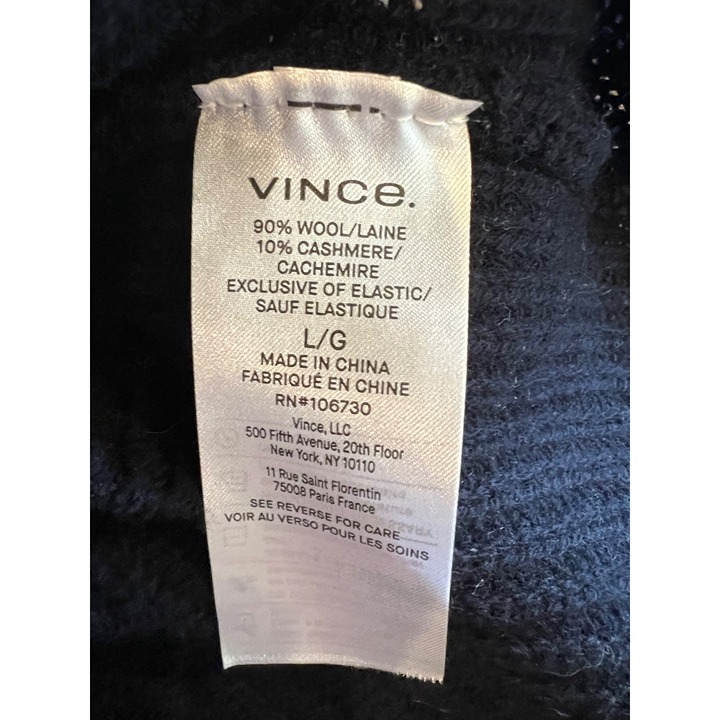 VINCe.
90% WOOL/LAINE
10% CASHMERE/
CACHEMIRE
EXCLUSIVE OF ELASTIC/
SAUF ELASTIQUE
L/G
MADE IN CHINA
FABRIQUÉ EN CHINE
RN#106730
Vince, LLC
500 Fifth Avenue, 20th Floor
New York, NY 10110
11 Rue Saint Florentin
75008 Paris France
SEE REVERSE FOR CARE
VOIR AU VERSO POUR LES SOINS